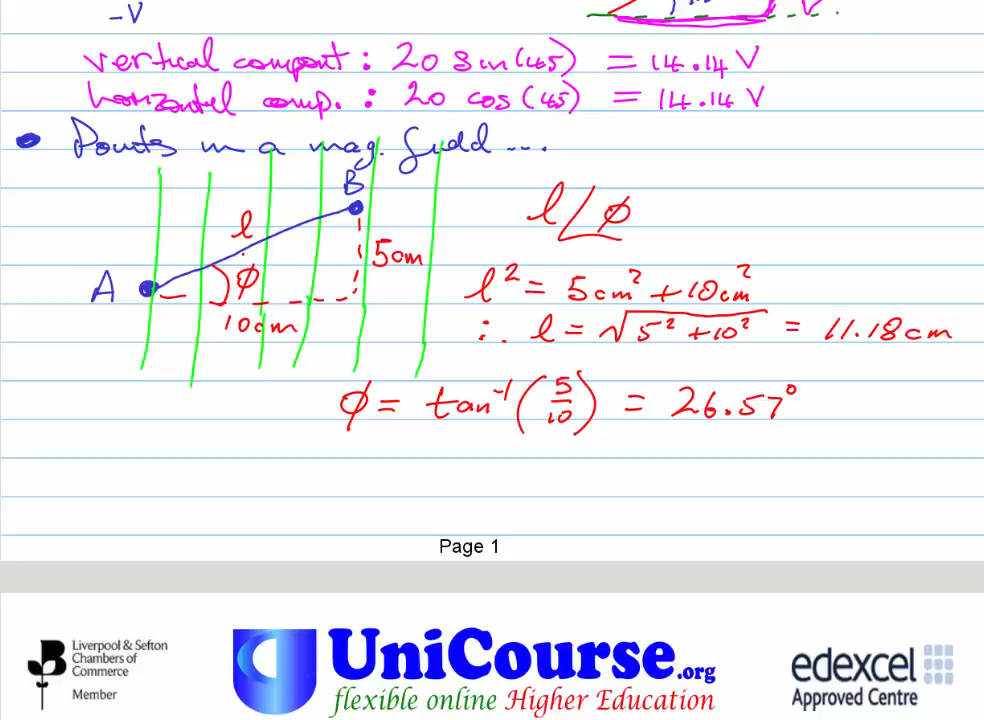 -V
V
vertical compont : 20 sin(45) = 14.14 V
horizontal comp. : 20 cos(45) = 14.14 V
• Points in a mag. field ...
B
l
l∠ϕ
A
ϕ
5cm
10cm
l² = 5cm² + 10cm²
∴ l = √5² + 10² = 11.18cm
ϕ = tan⁻¹(5/10) = 26.57°
Page 1
Liverpool & Sefton
Chambers of
Commerce
Member
UniCourse.org
flexible online Higher Education
edexcel
Approved Centre